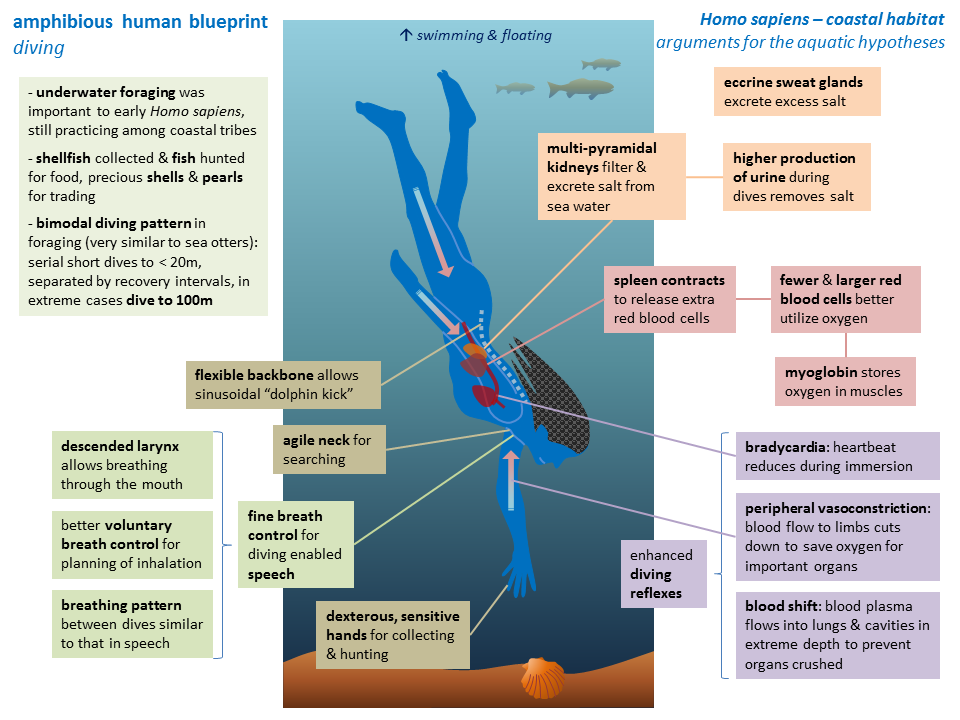 amphibious human blueprint
diving
Homo sapiens – coastal habitat
arguments for the aquatic hypotheses
↑ swimming & floating
- underwater foraging was
important to early Homo sapiens,
still practicing among coastal tribes
- shellfish collected & fish hunted
for food, precious shells & pearls
for trading
- bimodal diving pattern in
foraging (very similar to sea otters):
serial short dives to < 20m,
separated by recovery intervals, in
extreme cases dive to 100m
eccrine sweat glands
excrete excess salt
multi-pyramidal
kidneys filter &
excrete salt from
sea water
higher production
of urine during
dives removes salt
spleen contracts
to release extra
red blood cells
fewer & larger red
blood cells better
utilize oxygen
myoglobin stores
oxygen in muscles
flexible backbone allows
sinusoidal “dolphin kick”
agile neck for
searching
descended larynx
allows breathing
through the mouth
better voluntary
breath control for
planning of inhalation
breathing pattern
between dives similar
to that in speech
fine breath
control for
diving enabled
speech
dexterous, sensitive
hands for collecting
& hunting
enhanced
diving
reflexes
bradycardia: heartbeat
reduces during immersion
peripheral vasoconstriction:
blood flow to limbs cuts
down to save oxygen for
important organs
blood shift: blood plasma
flows into lungs & cavities in
extreme depth to prevent
organs crushed